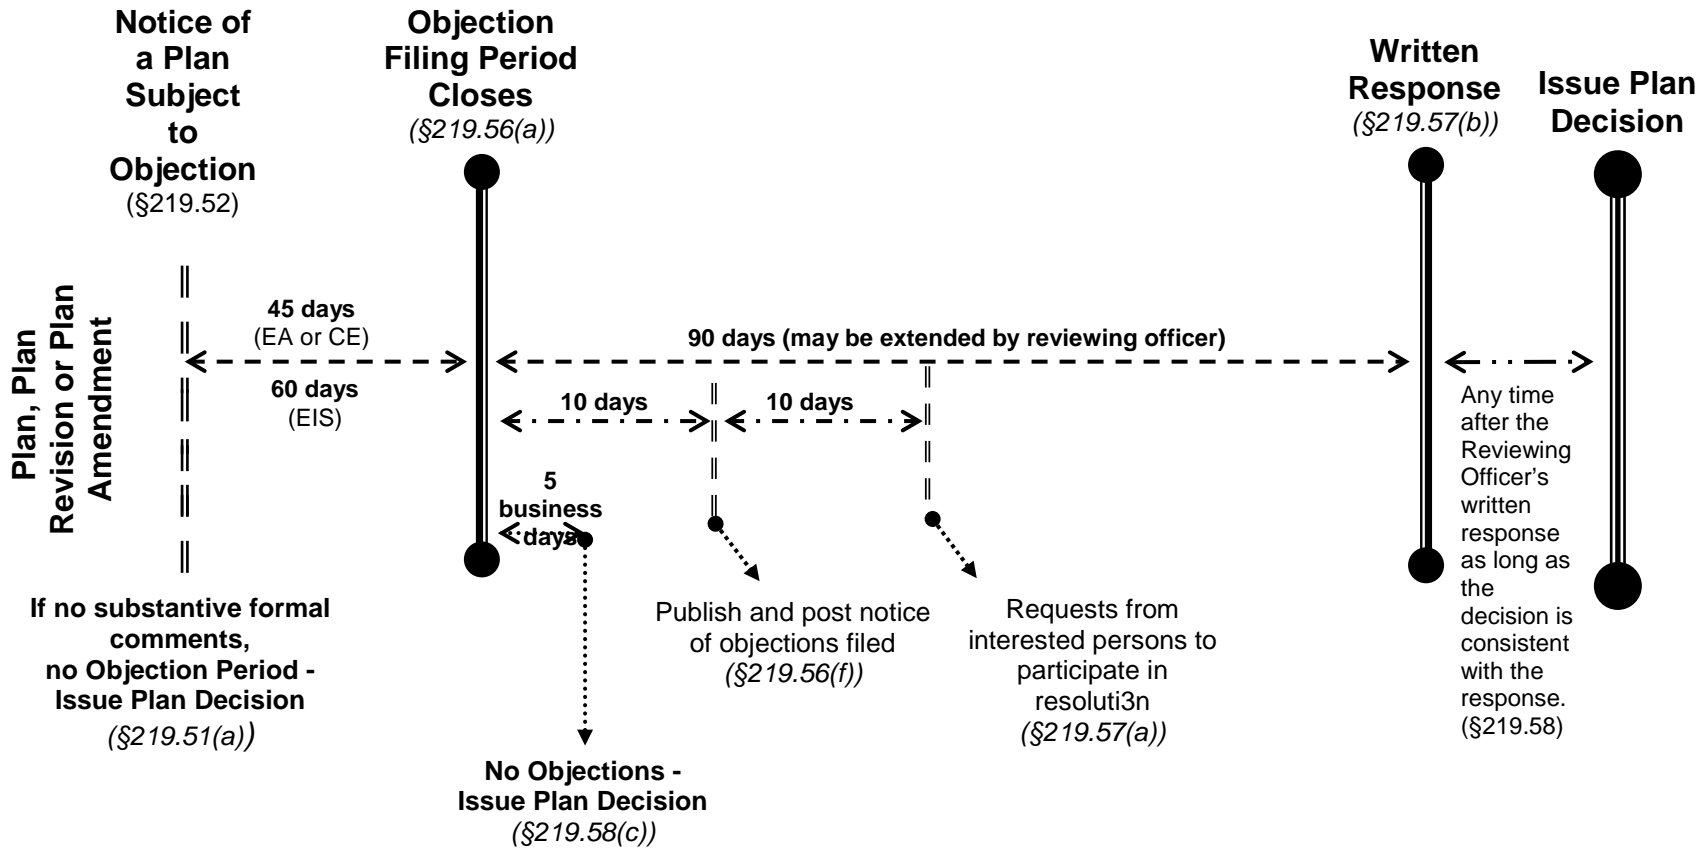 Notice of
a Plan
Subject
to
Objection
(§219.52)
Objection
Filing Period
Closes
(§219.56(a))
Written
Response
(§219.57(b))
Issue Plan
Decision
Plan, Plan
Revision or Plan
Amendment
45 days
(EA or CE)
60 days
(EIS)
90 days (may be extended by reviewing officer)
10 days
10 days
5
business
days
Any time
after the
Reviewing
Officer’s
written
response
as long as
the
decision is
consistent
with the
response.
(§219.58)
If no substantive formal
comments,
no Objection Period -
Issue Plan Decision
(§219.51(a))
Publish and post notice
of objections filed
(§219.56(f))
Requests from
interested persons to
participate in
resoluti3n
(§219.57(a))
No Objections -
Issue Plan Decision
(§219.58(c))